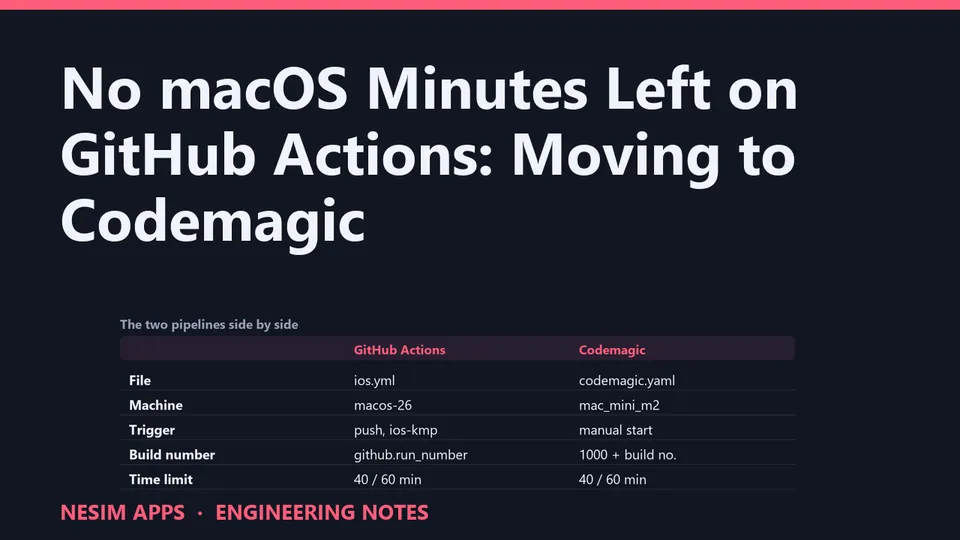 No macOS Minutes Left on
GitHub Actions: Moving to
Codemagic
The two pipelines side by side
GitHub Actions Codemagic
File ios.yml codemagic.yaml
Machine macos-26 mac_mini_m2
Trigger push, ios-kmp manual start
Build number github.run_number 1000 + build no.
Time limit 40 / 60 min 40 / 60 min
NESIM APPS · ENGINEERING NOTES